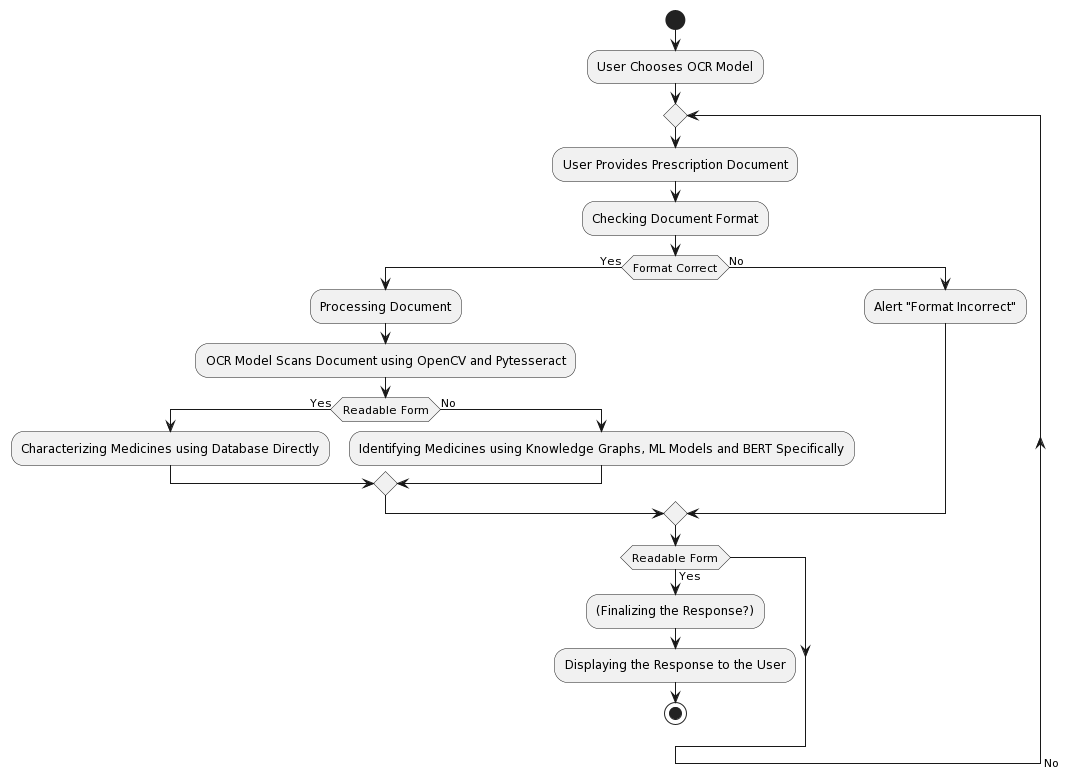 User Chooses OCR Model
User Provides Prescription Document
Checking Document Format
Yes
Format Correct
No
Processing Document
Alert "Format Incorrect"
OCR Model Scans Document using OpenCV and Pytesseract
Yes
Readable Form
No
Characterizing Medicines using Database Directly
Identifying Medicines using Knowledge Graphs, ML Models and BERT Specifically
Readable Form
Yes
(Finalizing the Response?)
Displaying the Response to the User
No